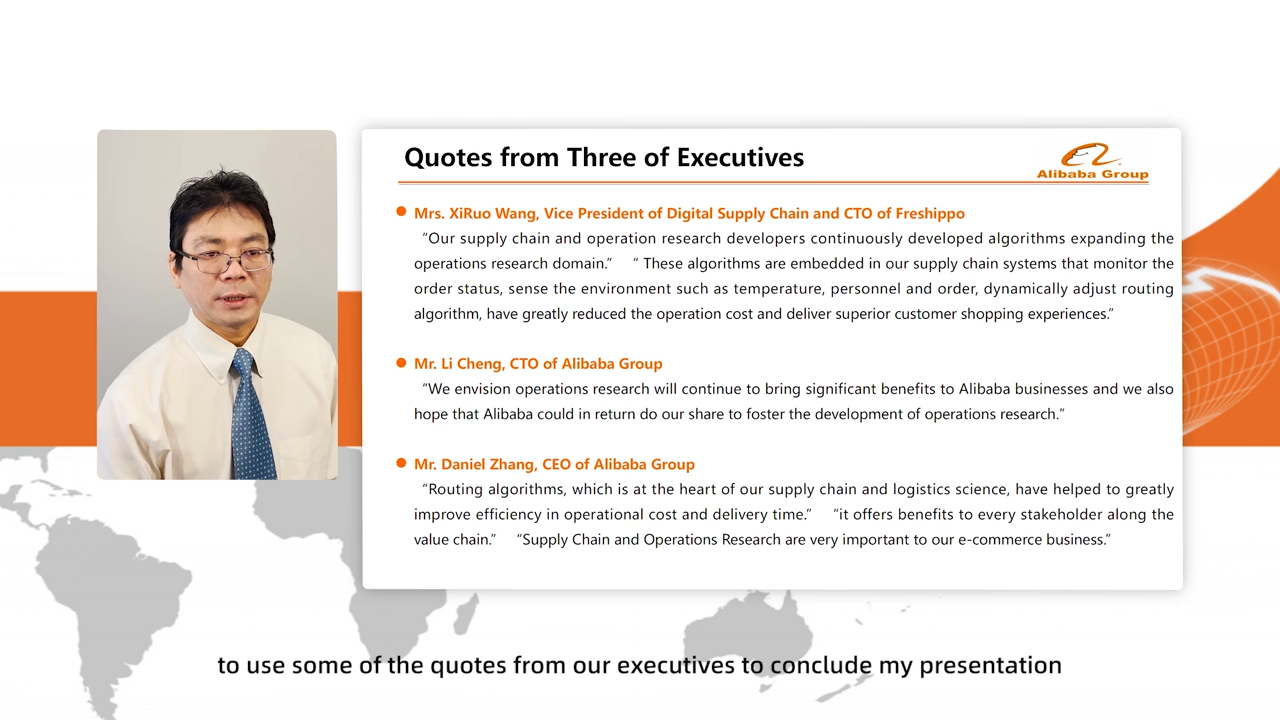 Quotes from Three of Executives
Alibaba Group
Mrs. XiRuo Wang, Vice President of Digital Supply Chain and CTO of Freshippo
“Our supply chain and operation research developers continuously developed algorithms expanding the
operations research domain.” “ These algorithms are embedded in our supply chain systems that monitor the
order status, sense the environment such as temperature, personnel and order, dynamically adjust routing
algorithm, have greatly reduced the operation cost and deliver superior customer shopping experiences.”
Mr. Li Cheng, CTO of Alibaba Group
“We envision operations research will continue to bring significant benefits to Alibaba businesses and we also
hope that Alibaba could in return do our share to foster the development of operations research.”
Mr. Daniel Zhang, CEO of Alibaba Group
“Routing algorithms, which is at the heart of our supply chain and logistics science, have helped to greatly
improve efficiency in operational cost and delivery time.” “it offers benefits to every stakeholder along the
value chain.” “Supply Chain and Operations Research are very important to our e-commerce business.”
to use some of the quotes from our executives to conclude my presentation